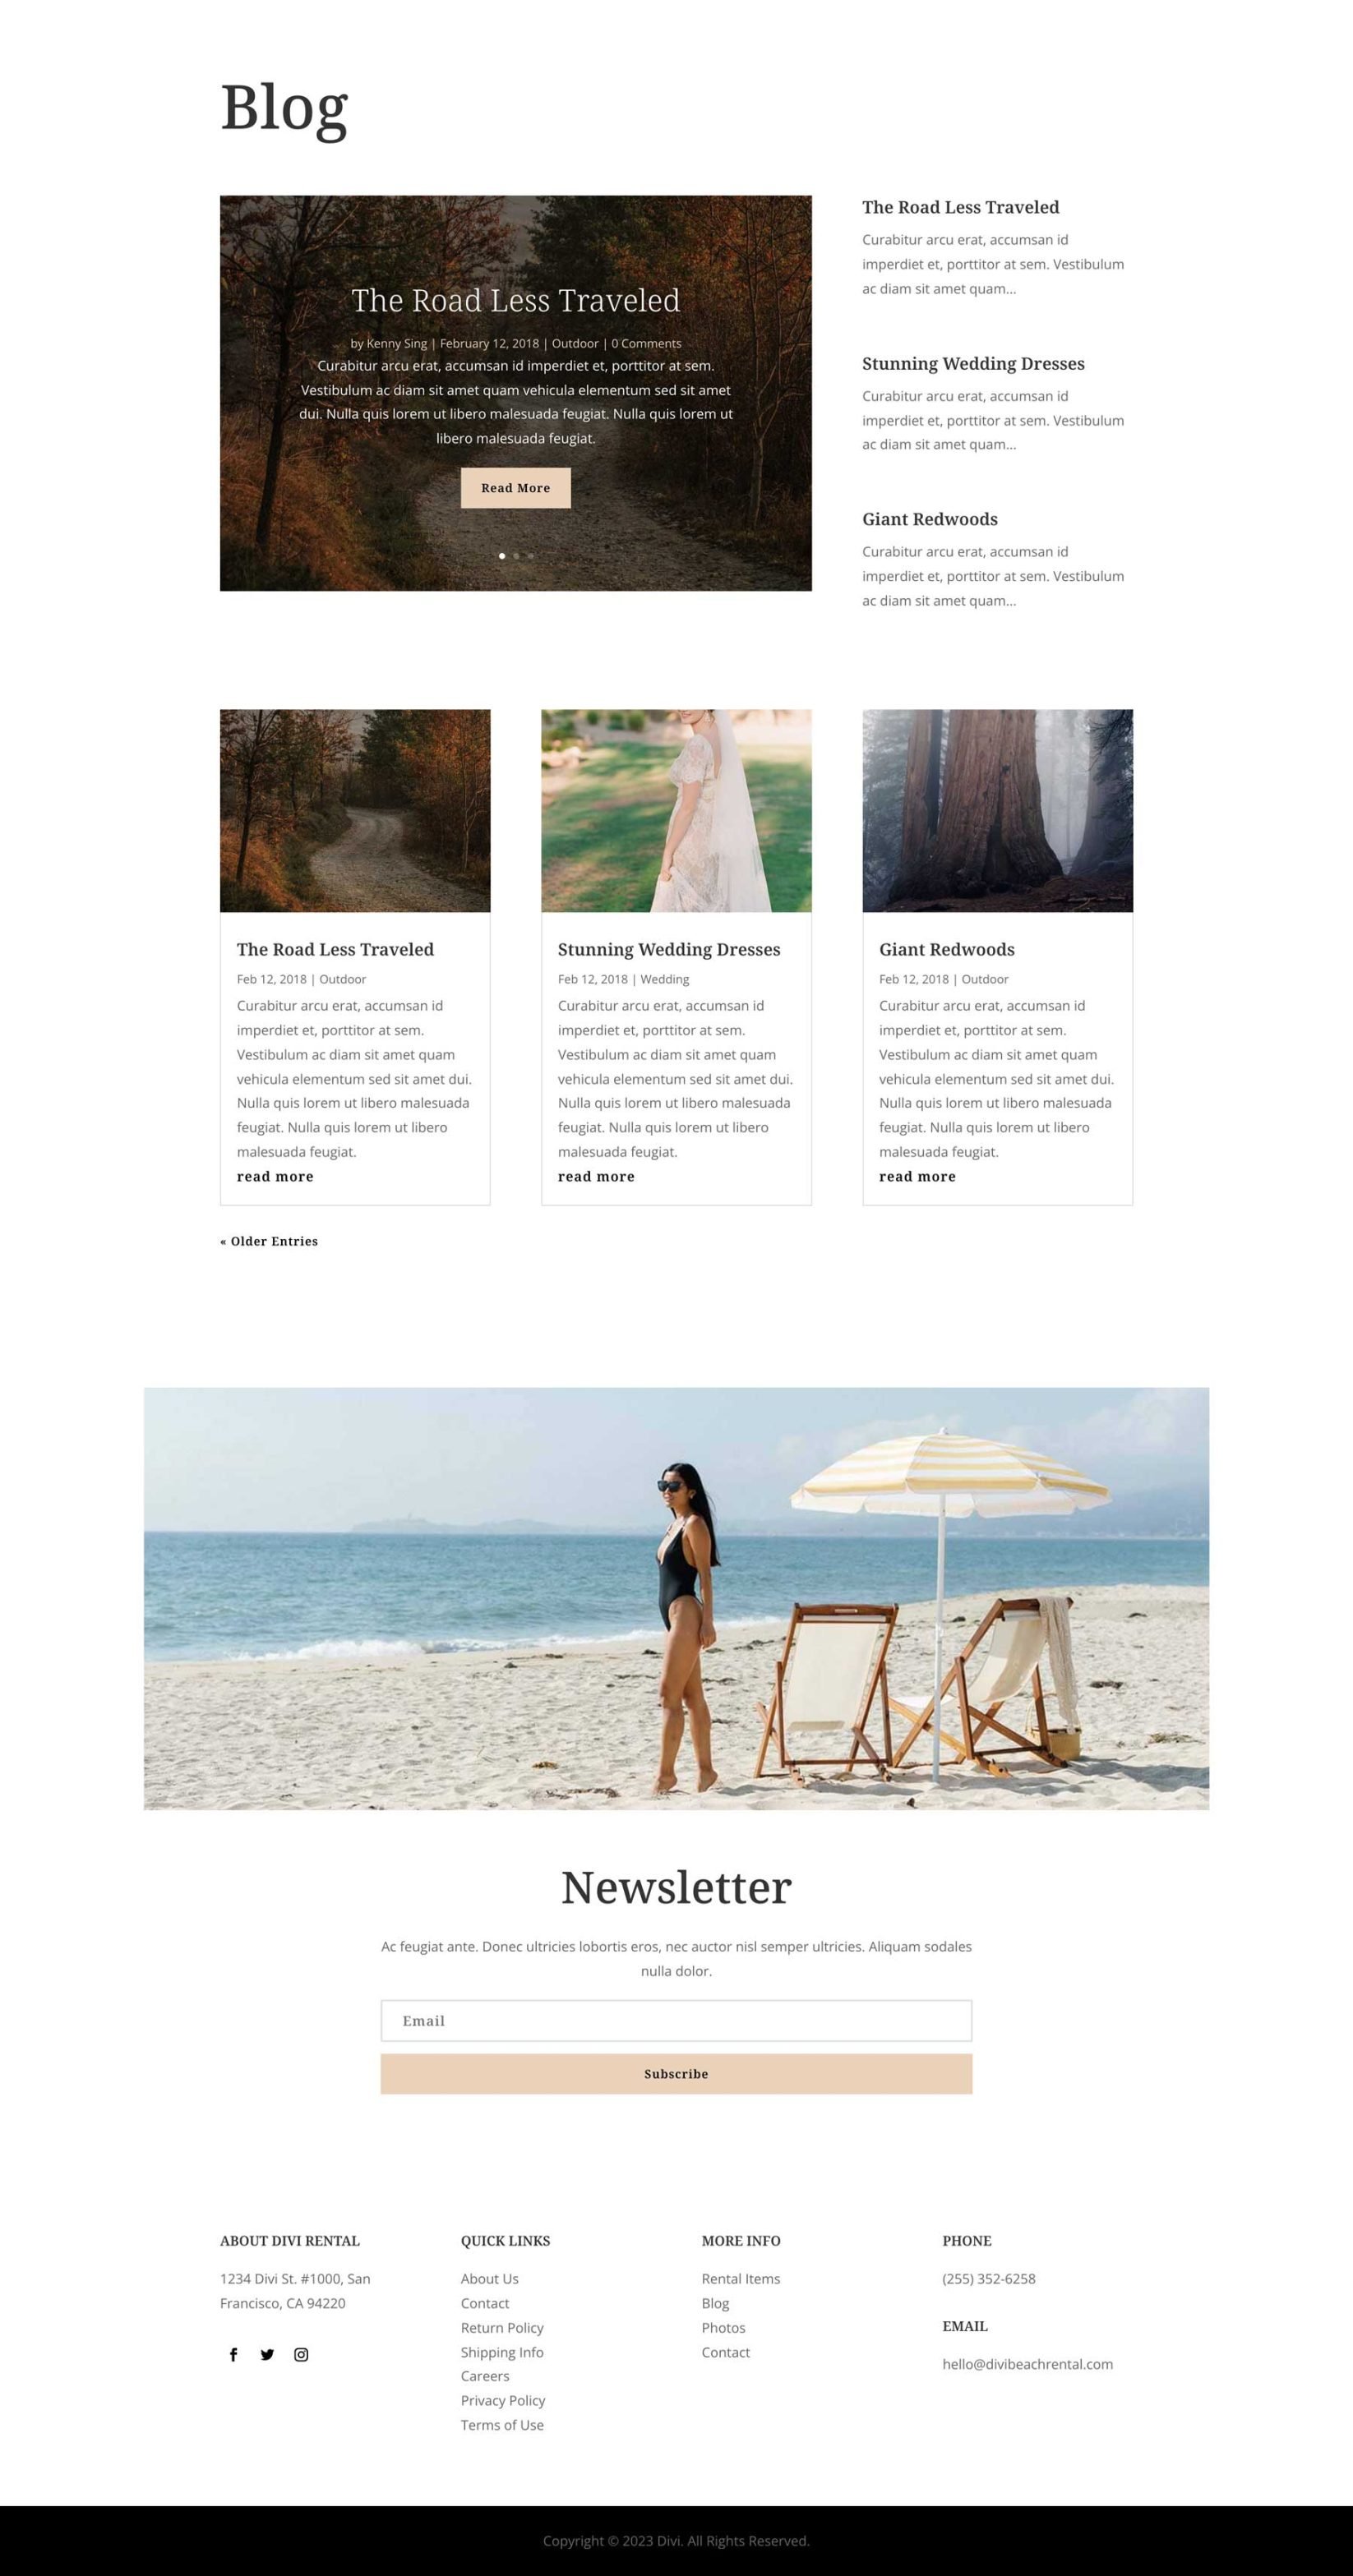 Blog
The Road Less Traveled
by Kenny Sing | February 12, 2018 | Outdoor | 0 Comments
Curabitur arcu erat, accumsan id imperdiet et, porttitor at sem.
Vestibulum ac diam sit amet quam vehicula elementum sed sit amet
dui. Nulla quis lorem ut libero malesuada feugiat. Nulla quis lorem ut
libero malesuada feugiat.
Read More
The Road Less Traveled
Curabitur arcu erat, accumsan id
imperdiet et, porttitor at sem. Vestibulum
ac diam sit amet quam...
Stunning Wedding Dresses
Curabitur arcu erat, accumsan id
imperdiet et, porttitor at sem. Vestibulum
ac diam sit amet quam...
Giant Redwoods
Curabitur arcu erat, accumsan id
imperdiet et, porttitor at sem. Vestibulum
ac diam sit amet quam...
The Road Less Traveled
Feb 12, 2018 | Outdoor
Curabitur arcu erat, accumsan id
imperdiet et, porttitor at sem.
Vestibulum ac diam sit amet quam
vehicula elementum sed sit amet dui.
Nulla quis lorem ut libero malesuada
feugiat. Nulla quis lorem ut libero
malesuada feugiat.
read more
Stunning Wedding Dresses
Feb 12, 2018 | Wedding
Curabitur arcu erat, accumsan id
imperdiet et, porttitor at sem.
Vestibulum ac diam sit amet quam
vehicula elementum sed sit amet dui.
Nulla quis lorem ut libero malesuada
feugiat. Nulla quis lorem ut libero
malesuada feugiat.
read more
Giant Redwoods
Feb 12, 2018 | Outdoor
Curabitur arcu erat, accumsan id
imperdiet et, porttitor at sem.
Vestibulum ac diam sit amet quam
vehicula elementum sed sit amet dui.
Nulla quis lorem ut libero malesuada
feugiat. Nulla quis lorem ut libero
malesuada feugiat.
read more
« Older Entries
Newsletter
Ac feugiat ante. Donec ultricies lobortis eros, nec auctor nisl semper ultricies. Aliquam sodales
nulla dolor.
Email
Subscribe
ABOUT DIVI RENTAL
1234 Divi St. #1000, San
Francisco, CA 94220
QUICK LINKS
About Us
Contact
Return Policy
Shipping Info
Careers
Privacy Policy
Terms of Use
MORE INFO
Rental Items
Blog
Photos
Contact
PHONE
(255) 352-6258
EMAIL
hello@divibeachrental.com
Copyright © 2023 Divi. All Rights Reserved.